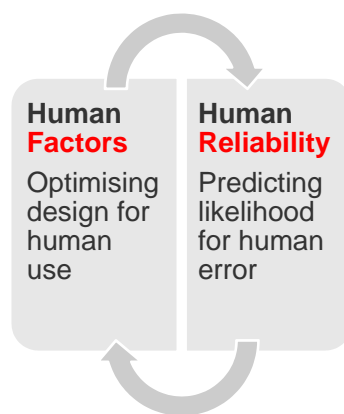 Human
Factors
Optimising
design for
human
use
Human
Reliability
Predicting
likelihood
for human
error